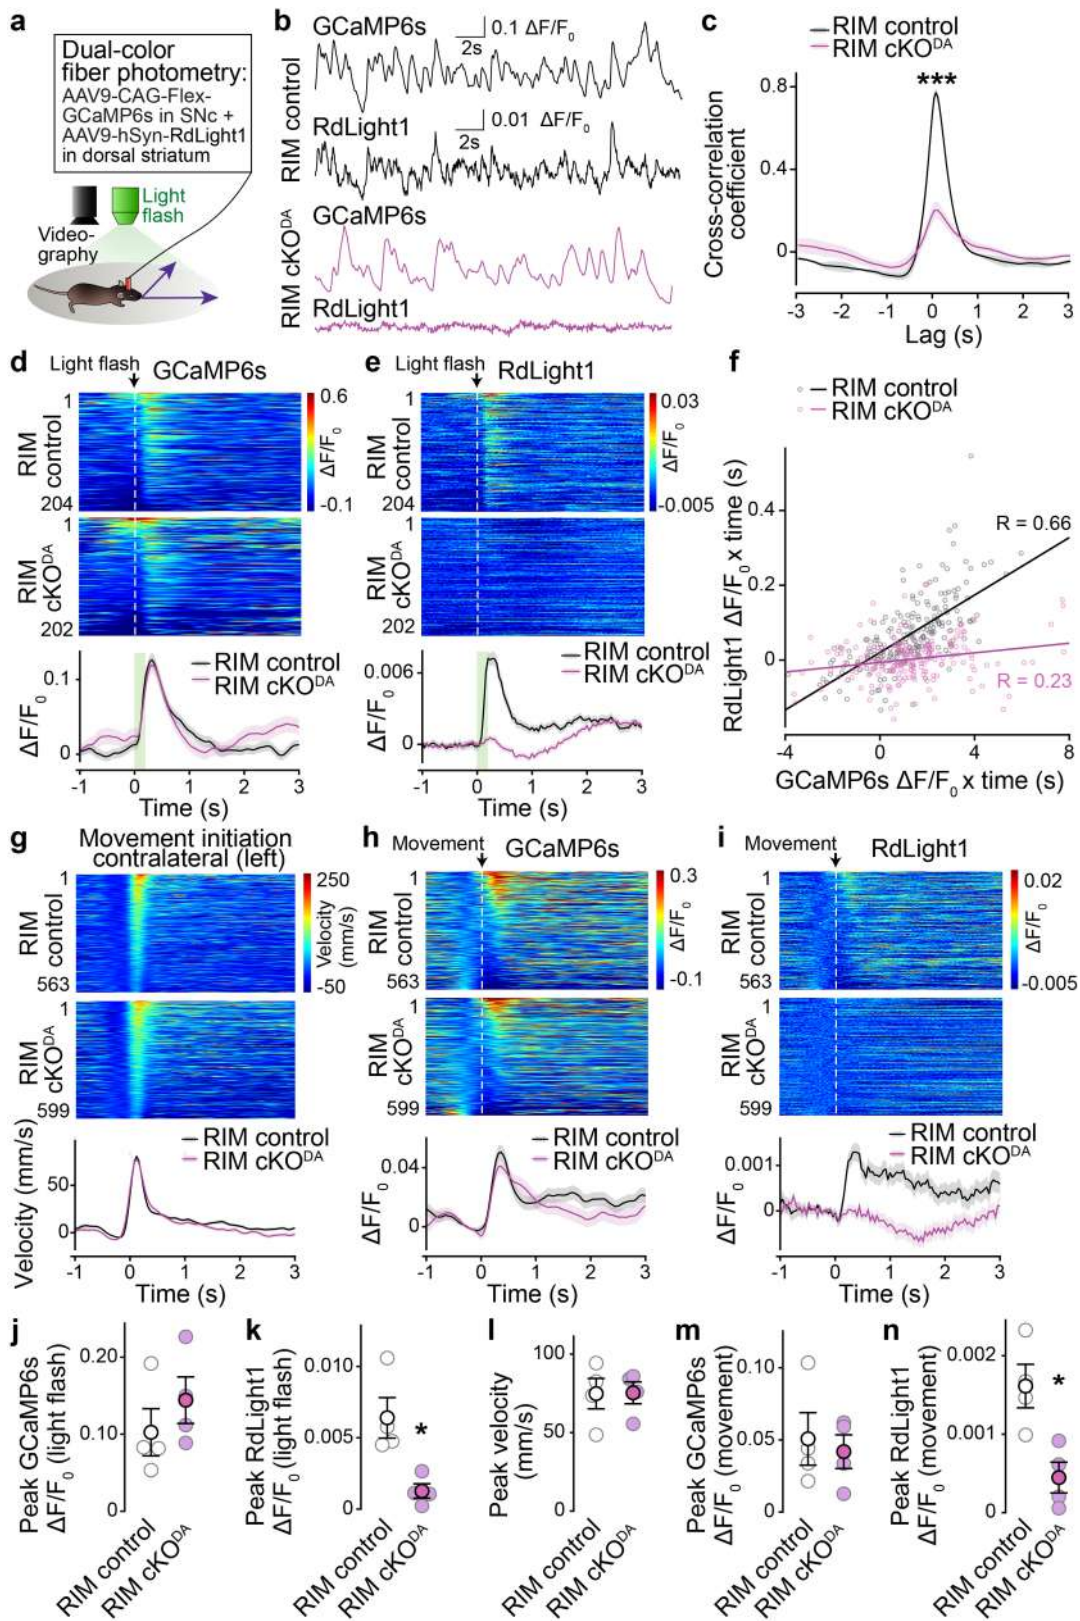 a
Dual-color
fiber photometry:
AAV9-CAG-Flex-
GCaMP6s in SNc +
AAV9-hSyn-RdLight1
in dorsal striatum
Light
flash
Video-
graphy
b
GCaMP6s
0.1 ΔF/F₀
2s
RIM control
RdLight1
0.01 ΔF/F₀
2s
GCaMP6s
RIM cKOᴰᴬ
RdLight1
c
RIM control
RIM cKOᴰᴬ
***
0.8
0.4
0
Cross-correlation
coefficient
-3 -2 -1 0 1 2 3
Lag (s)
d
Light flash
GCaMP6s
1
RIM
control
204
0.6
ΔF/F₀
-0.1
1
RIM
cKOᴰᴬ
202
RIM control
RIM cKOᴰᴬ
0.1
0
ΔF/F₀
-1 0 1 2 3
Time (s)
e
Light flash
RdLight1
1
RIM
control
204
0.03
ΔF/F₀
-0.005
1
RIM
cKOᴰᴬ
202
RIM control
RIM cKOᴰᴬ
0.006
0
ΔF/F₀
-1 0 1 2 3
Time (s)
f
RIM control
RIM cKOᴰᴬ
R = 0.66
R = 0.23
0.4
0.2
0
RdLight1 ΔF/F₀ x time (s)
-4 0 4 8
GCaMP6s ΔF/F₀ x time (s)
g
Movement initiation
contralateral (left)
1
RIM
control
563
250
Velocity
(mm/s)
-50
1
RIM
cKOᴰᴬ
599
RIM control
RIM cKOᴰᴬ
50
0
Velocity (mm/s)
-1 0 1 2 3
Time (s)
h
Movement
GCaMP6s
1
RIM
control
563
0.3
ΔF/F₀
-0.1
1
RIM
cKOᴰᴬ
599
RIM control
RIM cKOᴰᴬ
0.04
0
ΔF/F₀
-1 0 1 2 3
Time (s)
i
Movement
RdLight1
1
RIM
control
563
0.02
ΔF/F₀
-0.005
1
RIM
cKOᴰᴬ
599
RIM control
RIM cKOᴰᴬ
0.001
0
ΔF/F₀
-1 0 1 2 3
Time (s)
j
Peak GCaMP6s
ΔF/F₀ (light flash)
0.20
0.10
0
RIM control
RIM cKOᴰᴬ
k
Peak RdLight1
ΔF/F₀ (light flash)
0.010
0.005
0
*
RIM control
RIM cKOᴰᴬ
l
Peak velocity
(mm/s)
100
50
0
RIM control
RIM cKOᴰᴬ
m
Peak GCaMP6s
ΔF/F₀ (movement)
0.10
0.05
0
RIM control
RIM cKOᴰᴬ
n
Peak RdLight1
ΔF/F₀ (movement)
0.002
0.001
0
*
RIM control
RIM cKOᴰᴬ